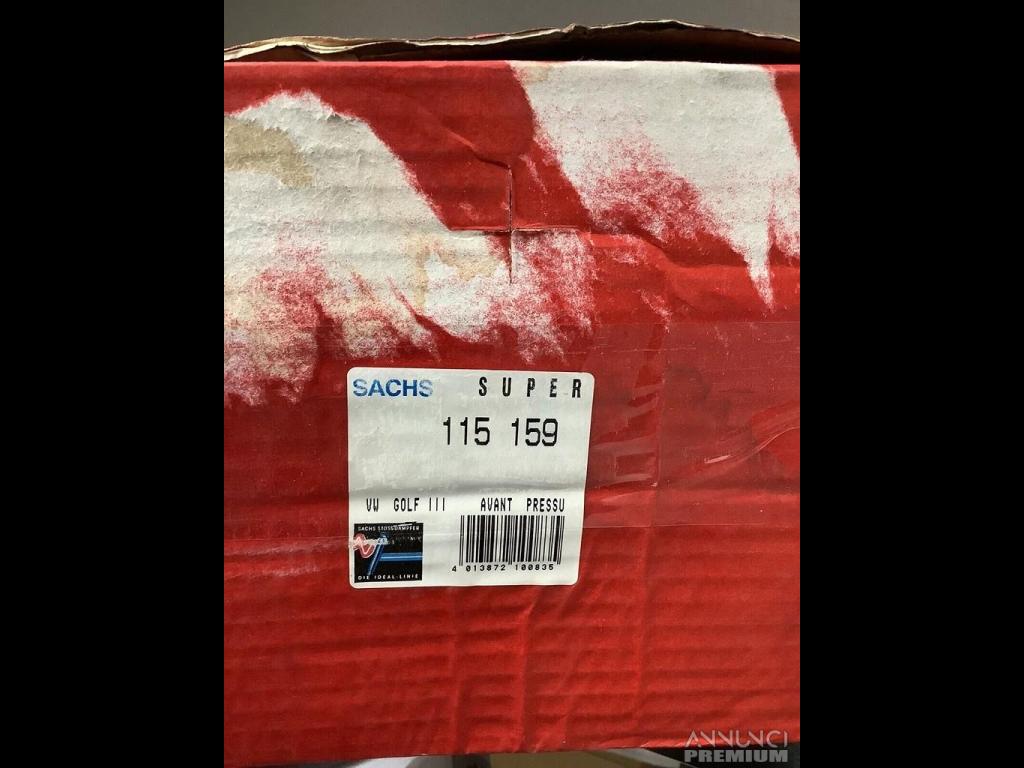 SACHS SUPER
115 159
VW GOLF III AVANT PRESSU
SACHS STOSSDÄMPFER
DIE IDEAL-LINIE
4 013872 100835
ANNUNCI
PREMIUM